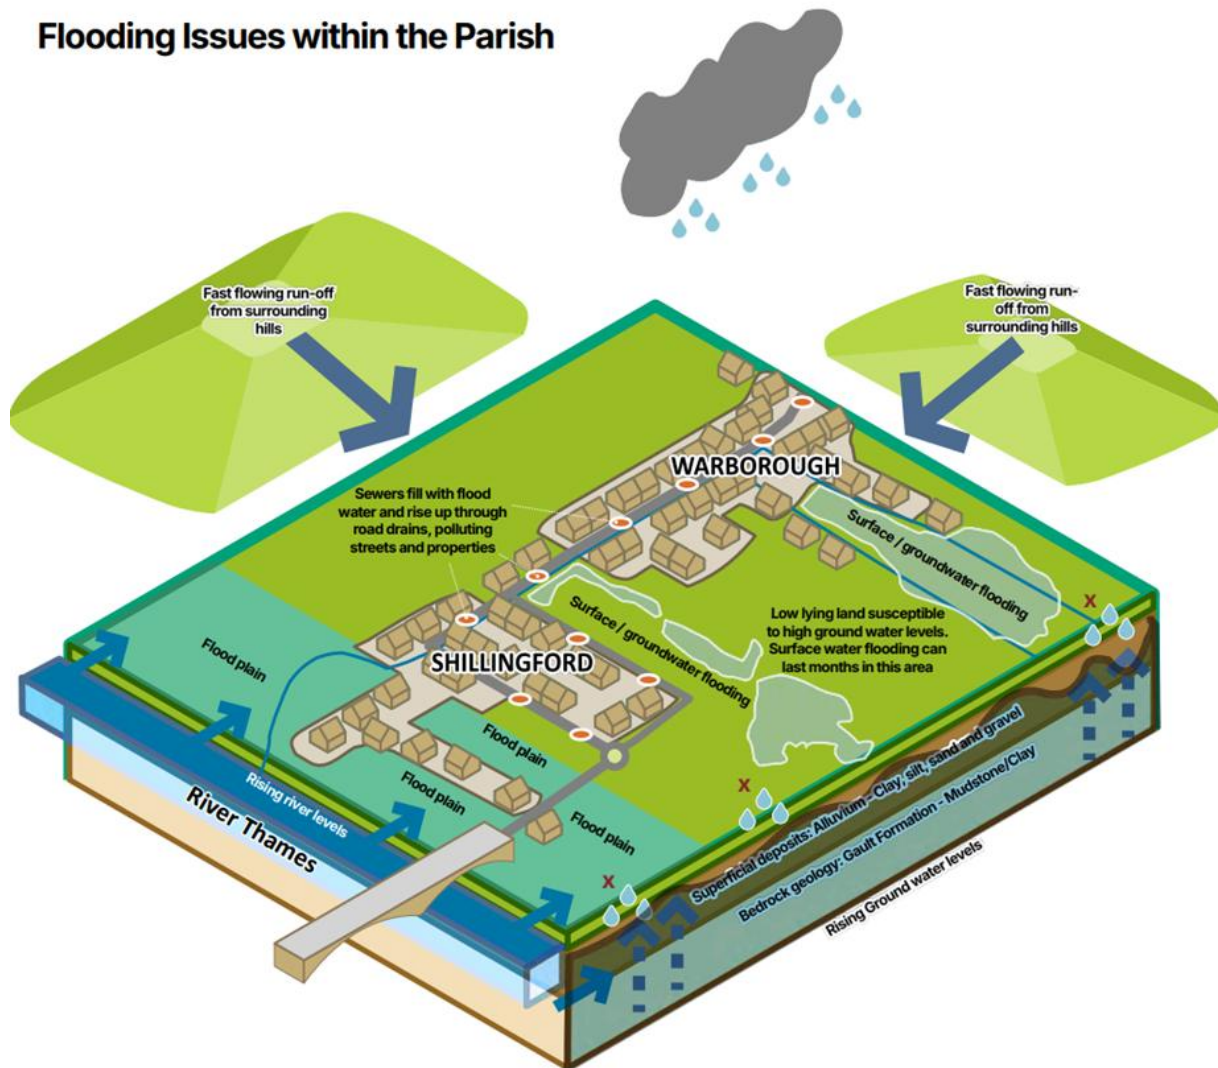 Flooding Issues within the Parish
Fast flowing run-off
from surrounding
hills
Fast flowing run-
off from
surrounding hills
WARBOROUGH
Sewers fill with flood
water and rise up through
road drains, polluting
streets and properties
Surface / groundwater flooding
X
Surface / groundwater flooding
Low lying land susceptible
to high ground water levels.
Surface water flooding can
last months in this area
SHILLINGFORD
Flood plain
Flood plain
Flood plain
Flood plain
Rising river levels
River Thames
X
X
Superficial deposits: Alluvium - Clay, silt, sand and gravel
Bedrock geology: Gault Formation - Mudstone/Clay
Rising Ground water levels